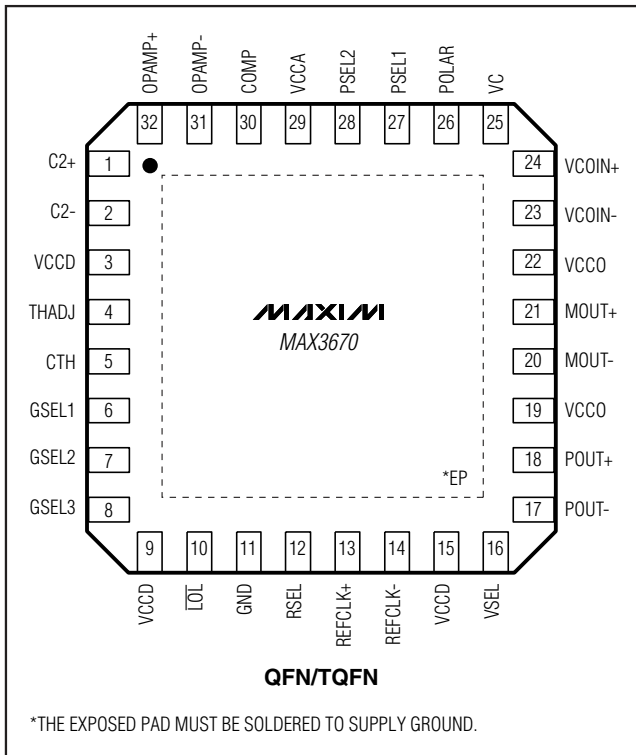 OPAMP+
OPAMP-
COMP
VCCA
PSEL2
PSEL1
POLAR
VC
32 31 30 29 28 27 26 25
C2+ 1
C2- 2
VCCD 3
THADJ 4
CTH 5
GSEL1 6
GSEL2 7
GSEL3 8
MAXIM
MAX3670
*EP
24 VCOIN+
23 VCOIN-
22 VCCO
21 MOUT+
20 MOUT-
19 VCCO
18 POUT+
17 POUT-
9 10 11 12 13 14 15 16
VCCD
L̅O̅L̅
GND
RSEL
REFCLK+
REFCLK-
VCCD
VSEL
QFN/TQFN
*THE EXPOSED PAD MUST BE SOLDERED TO SUPPLY GROUND.